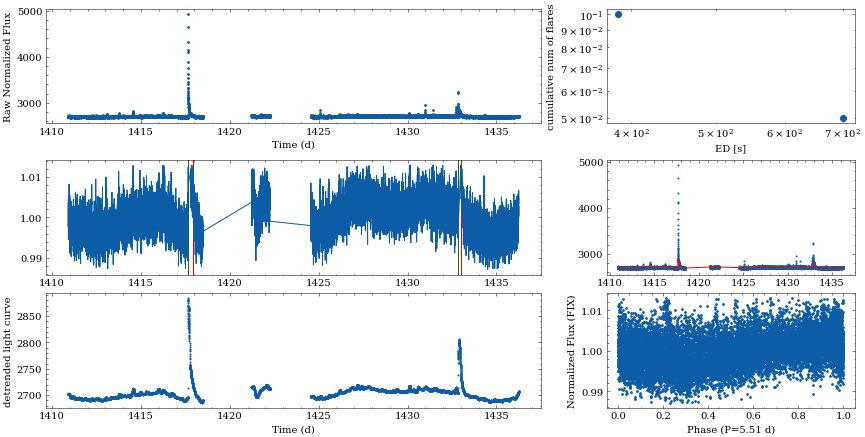 5000
4000
3000
Raw Normalized Flux
1410 1415 1420 1425 1430 1435
Time (d)
10⁻¹
9 × 10⁻²
8 × 10⁻²
7 × 10⁻²
6 × 10⁻²
5 × 10⁻²
cumulative num of flares
4 × 10² 5 × 10² 6 × 10² 7 × 10²
ED [s]
1.01
1.00
0.99
1410 1415 1420 1425 1430 1435
5000
4000
3000
1410 1415 1420 1425 1430 1435
2850
2800
2750
2700
detrended light curve
1410 1415 1420 1425 1430 1435
Time (d)
1.01
1.00
0.99
Normalized Flux (FIX)
0.0 0.2 0.4 0.6 0.8 1.0
Phase (P=5.51 d)